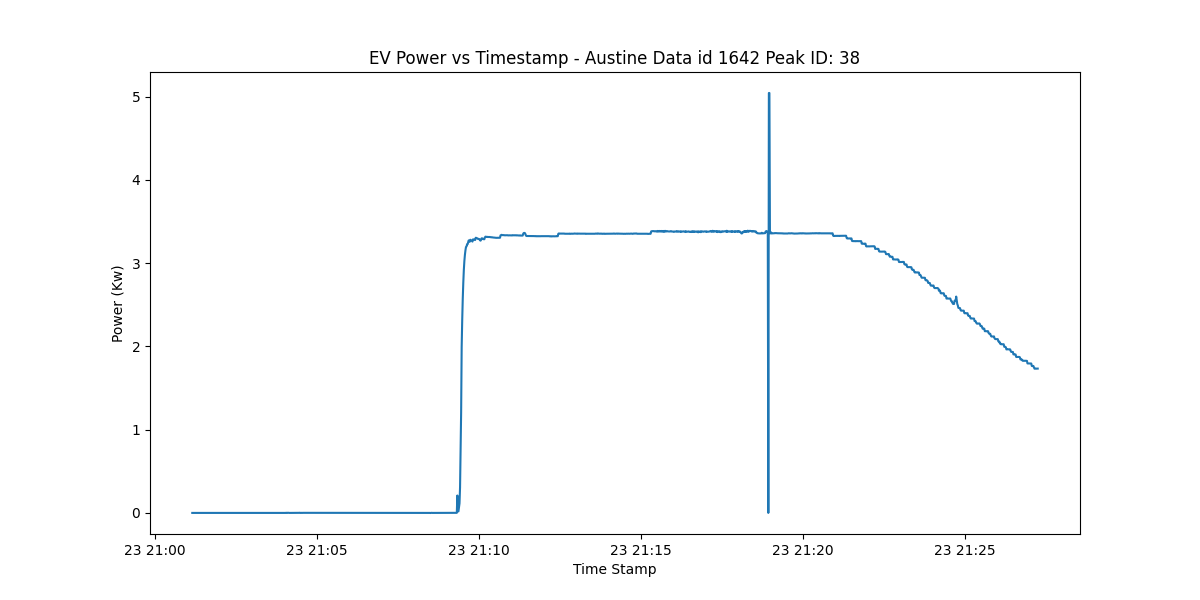 EV Power vs Timestamp - Austine Data id 1642 Peak ID: 38
Power (Kw)
5
4
3
2
1
0
23 21:00 23 21:05 23 21:10 23 21:15 23 21:20 23 21:25
Time Stamp